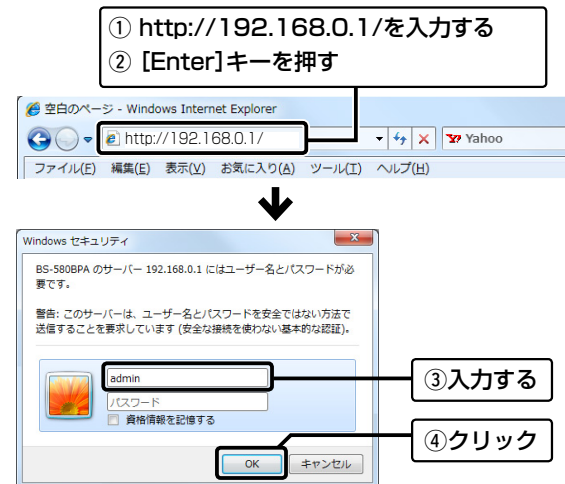 ① http://192.168.0.1/を入力する
② [Enter]キーを押す
空白のページ - Windows Internet Explorer
http://192.168.0.1/
Yahoo
ファイル(F) 編集(E) 表示(V) お気に入り(A) ツール(T) ヘルプ(H)
Windows セキュリティ
BS-580BPA のサーバー 192.168.0.1 にはユーザー名とパスワードが必
要です。
警告: このサーバーは、ユーザー名とパスワードを安全ではない方法で
送信することを要求しています (安全な接続を使わない基本的な認証)。
admin
③入力する
パスワード
資格情報を記憶する
④クリック
OK キャンセル